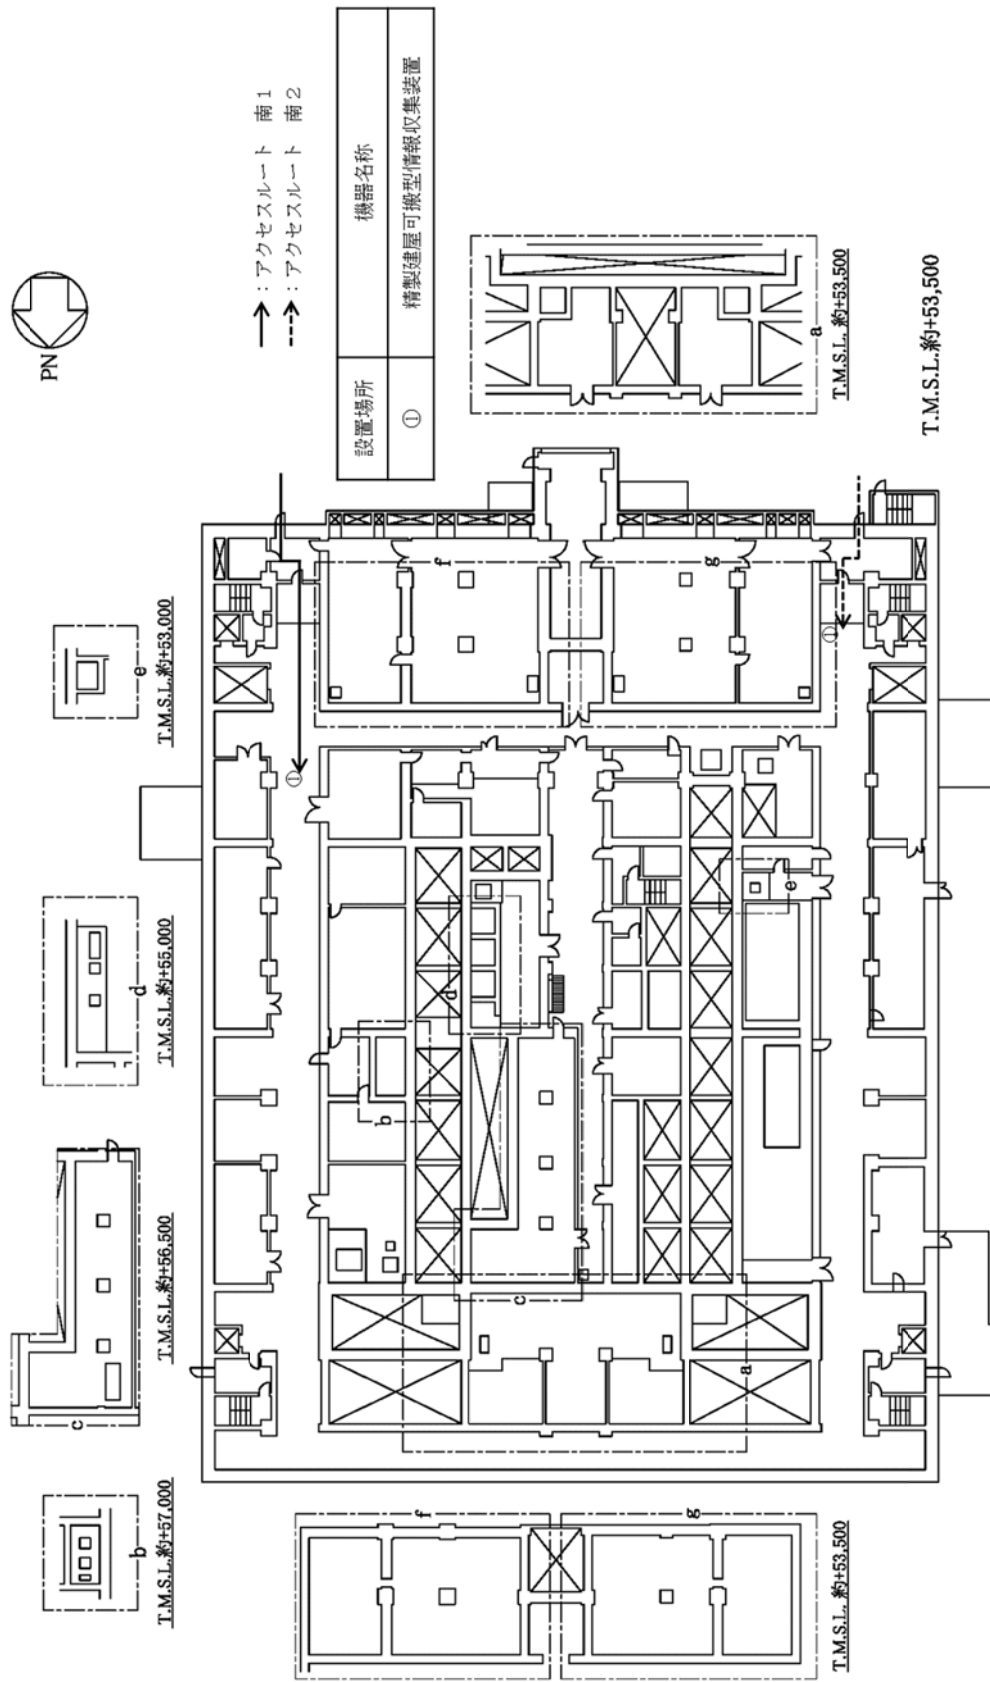 PN
→：アクセスルート　南１
⇢：アクセスルート　南２
設置場所　機器名称
①　精製建屋可搬型情報収集装置
b
T.M.S.L.約+57,000
c
T.M.S.L.約+56,500
d
T.M.S.L.約+55,000
e
T.M.S.L.約+53,000
f
g
T.M.S.L. 約+53,500
a
b
c
d
e
f
g
①
①
a
T.M.S.L. 約+53,500
T.M.S.L.約+53,500